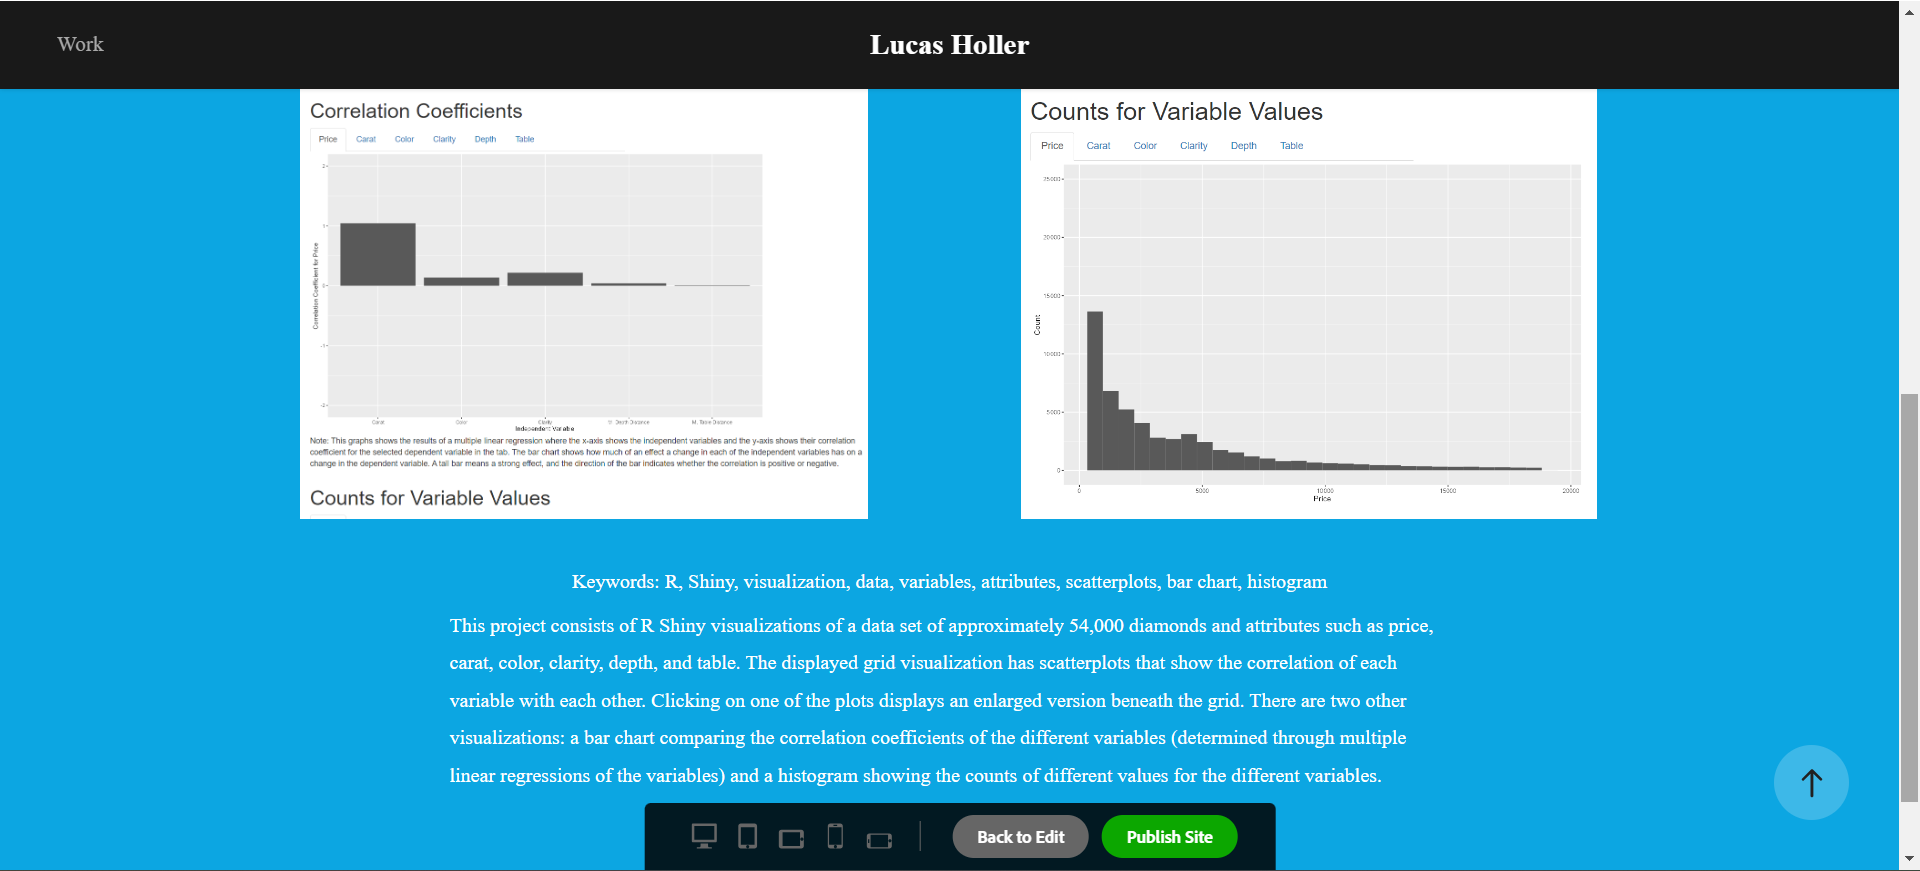 Work
Lucas Holler
Correlation Coefficients
Price Carat Color Clarity Depth Table
2
1
0
-1
-2
Correlation Coefficient for Price
Carat Color Clarity
Independent Variable
Note: This graphs shows the results of a multiple linear regression where the x-axis shows the independent variables and the y-axis shows their correlation
coefficient for the selected dependent variable in the tab. The bar chart shows how much of an effect a change in each of the independent variables has on a
change in the dependent variable. A tall bar means a strong effect, and the direction of the bar indicates whether the correlation is positive or negative.
Counts for Variable Values
Counts for Variable Values
Price Carat Color Clarity Depth Table
25000
20000
15000
10000
5000
0
Count
0 5000 10000 15000 20000
Price
Keywords: R, Shiny, visualization, data, variables, attributes, scatterplots, bar chart, histogram
This project consists of R Shiny visualizations of a data set of approximately 54,000 diamonds and attributes such as price,
carat, color, clarity, depth, and table. The displayed grid visualization has scatterplots that show the correlation of each
variable with each other. Clicking on one of the plots displays an enlarged version beneath the grid. There are two other
visualizations: a bar chart comparing the correlation coefficients of the different variables (determined through multiple
linear regressions of the variables) and a histogram showing the counts of different values for the different variables.
Back to Edit
Publish Site